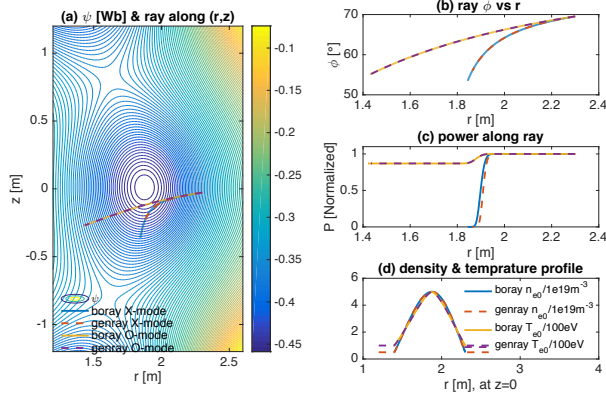 (a) ψ [Wb] & ray along (r,z)
1
0.5
0
-0.5
-1
z [m]
1.5 2 2.5
r [m]
ψ
boray X-mode
genray X-mode
boray O-mode
genray O-mode
-0.1
-0.15
-0.2
-0.25
-0.3
-0.35
-0.4
-0.45
(b) ray ϕ vs r
70
60
50
ϕ [°]
1.4 1.6 1.8 2 2.2 2.4
r [m]
(c) power along ray
1
0.5
0
P [Normalized]
1.4 1.6 1.8 2 2.2 2.4
r [m]
(d) density & temprature profile
6
4
2
0
boray n_e0/1e19m^-3
genray n_e0/1e19m^-3
boray T_e0/100eV
genray T_e0/100eV
1 2 3 4
r [m], at z=0